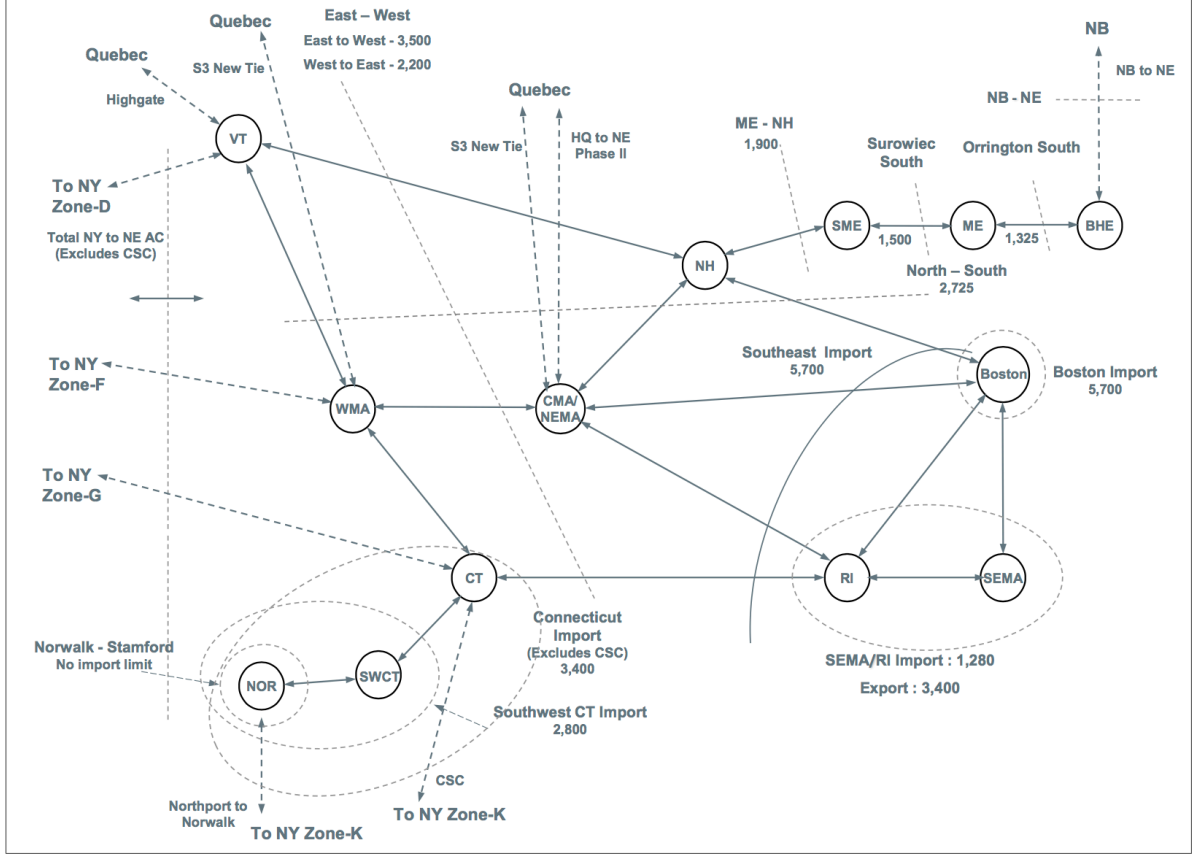 East – West
East to West - 3,500
West to East - 2,200
Quebec
Quebec
S3 New Tie
Highgate
NB
NB to NE
NB - NE
Quebec
S3 New Tie
HQ to NE
Phase II
ME - NH
1,900
Surowiec
South
Orrington South
VT
To NY
Zone-D
Total NY to NE AC
(Excludes CSC)
SME
1,500
ME
1,325
BHE
NH
North – South
2,725
To NY
Zone-F
WMA
CMA/
NEMA
Southeast Import
5,700
Boston
Boston Import
5,700
To NY
Zone-G
CT
RI
SEMA
Connecticut
Import
(Excludes CSC)
3,400
Norwalk - Stamford
No import limit
NOR
SWCT
SEMA/RI Import : 1,280
Export : 3,400
Southwest CT Import
2,800
CSC
Northport to
Norwalk
To NY Zone-K
To NY Zone-K